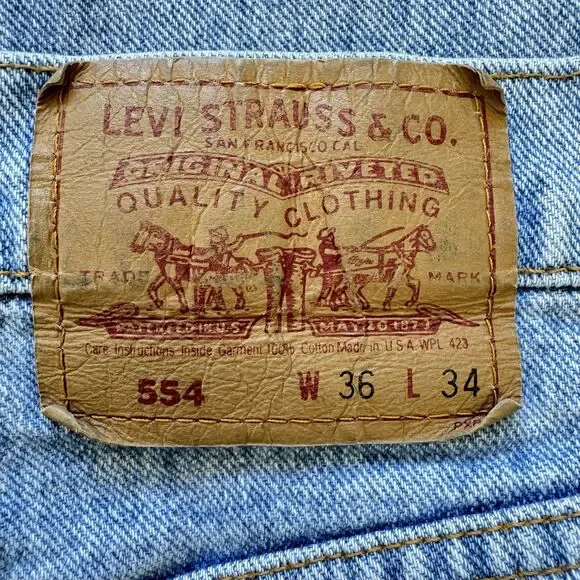 LEVI STRAUSS & CO.
SAN FRANCISCO CAL
ORIGINAL RIVETED
QUALITY CLOTHING
TRADE MARK
PATENTED IN U.S. MAY 20 1873
Care Instructions Inside Garment 100% Cotton Made in U.S.A. WPL 423
554 W 36 L 34